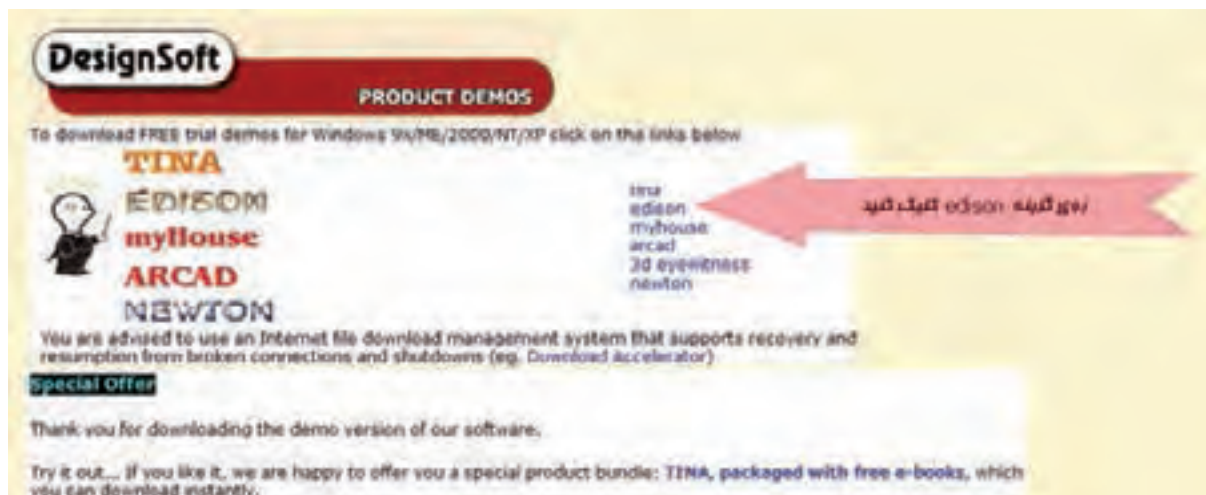 DesignSoft
PRODUCT DEMOS
To download FREE trial demos for Windows 9x/ME/2000/NT/XP click on the links below
TINA
EDISON
myHouse
ARCAD
NEWTON
tina
edison
myhouse
arcad
3d eyewitness
newton
روی گزینه edison کلیک کنید
You are advised to use an Internet file download management system that supports recovery and
resumption from broken connections and shutdowns (eg. Download Accelerator)
Special Offer
Thank you for downloading the demo version of our software.
Try it out... If you like it, we are happy to offer you a special product bundle: TINA, packaged with free e-books, which
you can download instantly.